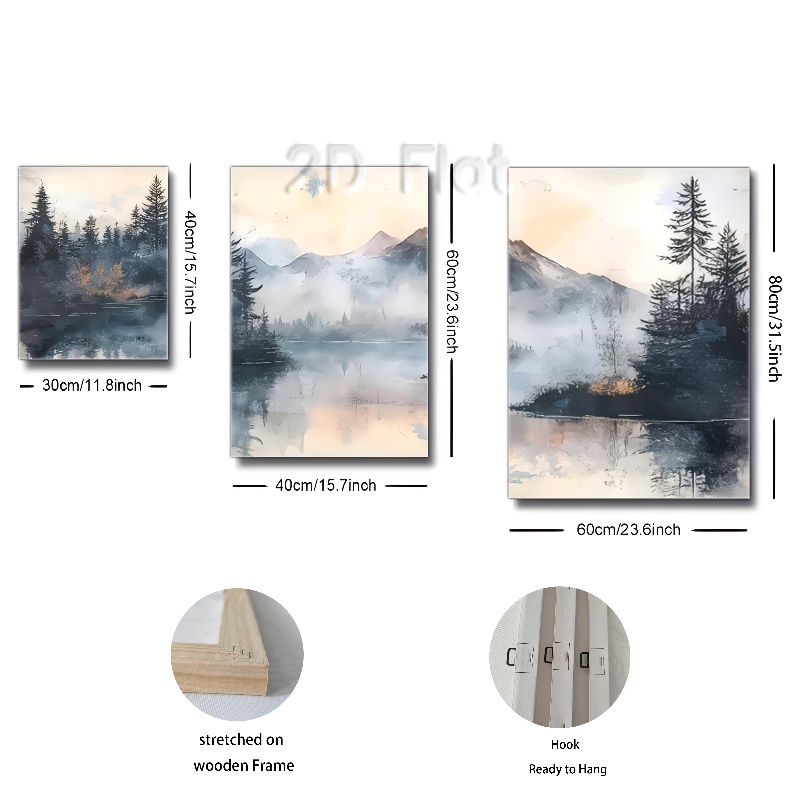 2D Flat
40cm/15.7inch
30cm/11.8inch
60cm/23.6inch
40cm/15.7inch
80cm/31.5inch
60cm/23.6inch
stretched on
wooden Frame
Hook
Ready to Hang